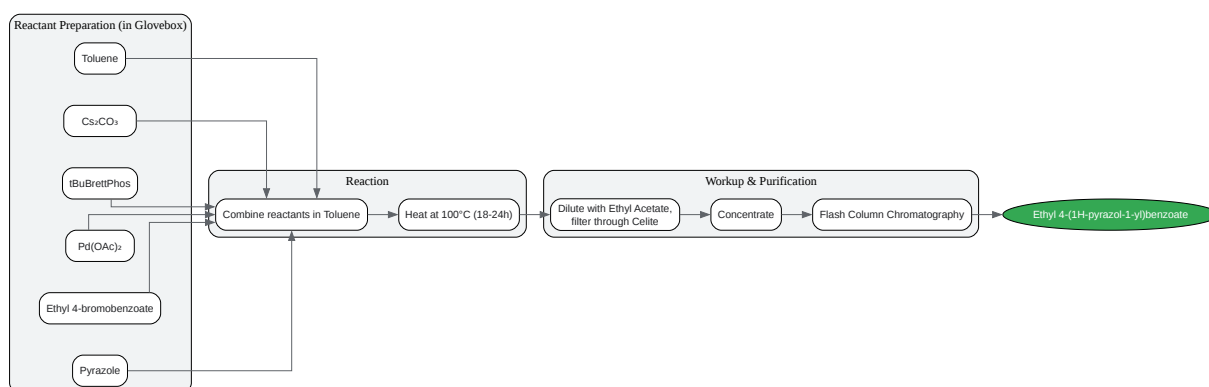 Reactant Preparation (in Glovebox)
Toluene
Cs₂CO₃
tBuBrettPhos
Pd(OAc)₂
Ethyl 4-bromobenzoate
Pyrazole
Reaction
Combine reactants in Toluene
Heat at 100°C (18-24h)
Workup & Purification
Dilute with Ethyl Acetate,
filter through Celite
Concentrate
Flash Column Chromatography
Ethyl 4-(1H-pyrazol-1-yl)benzoate